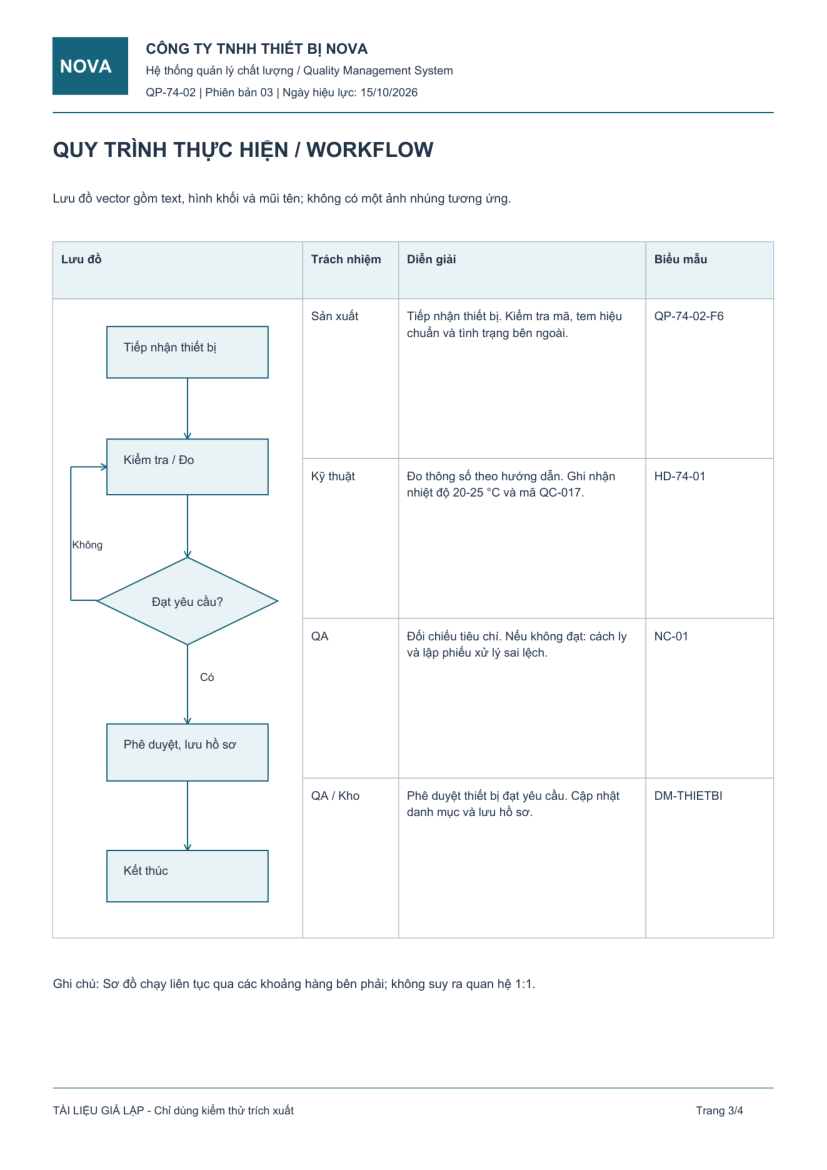 NOVA
CÔNG TY TNHH THIẾT BỊ NOVA
Hệ thống quản lý chất lượng / Quality Management System
QP-74-02 | Phiên bản 03 | Ngày hiệu lực: 15/10/2026
QUY TRÌNH THỰC HIỆN / WORKFLOW
Lưu đồ vector gồm text, hình khối và mũi tên; không có một ảnh nhúng tương ứng.
Lưu đồ
Trách nhiệm
Diễn giải
Biểu mẫu
Tiếp nhận thiết bị
Kiểm tra / Đo
Không
Đạt yêu cầu?
Có
Phê duyệt, lưu hồ sơ
Kết thúc
Sản xuất
Tiếp nhận thiết bị. Kiểm tra mã, tem hiệu
chuẩn và tình trạng bên ngoài.
QP-74-02-F6
Kỹ thuật
Đo thông số theo hướng dẫn. Ghi nhận
nhiệt độ 20-25 °C và mã QC-017.
HD-74-01
QA
Đối chiếu tiêu chí. Nếu không đạt: cách ly
và lập phiếu xử lý sai lệch.
NC-01
QA / Kho
Phê duyệt thiết bị đạt yêu cầu. Cập nhật
danh mục và lưu hồ sơ.
DM-THIETBI
Ghi chú: Sơ đồ chạy liên tục qua các khoảng hàng bên phải; không suy ra quan hệ 1:1.
TÀI LIỆU GIẢ LẬP - Chỉ dùng kiểm thử trích xuất
Trang 3/4